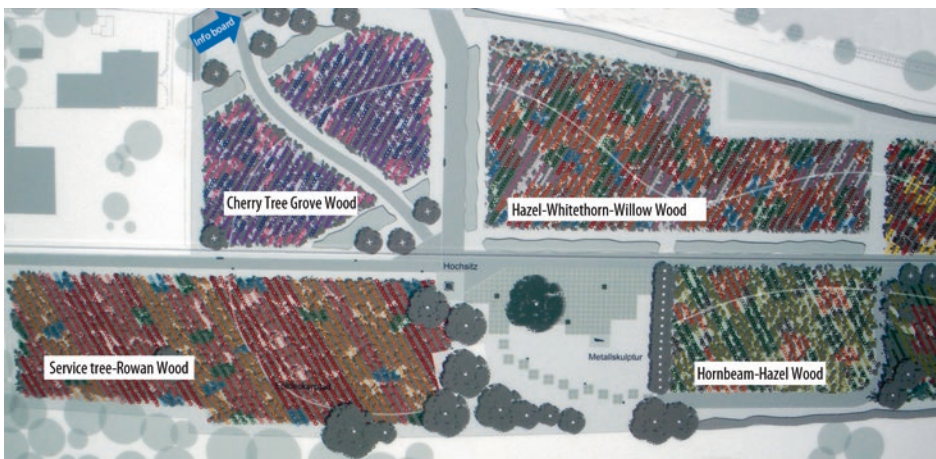 Info board
Cherry Tree Grove Wood
Hazel-Whitethorn-Willow Wood
Hochsitz
Metallskulptur
Service tree-Rowan Wood
Hornbeam-Hazel Wood